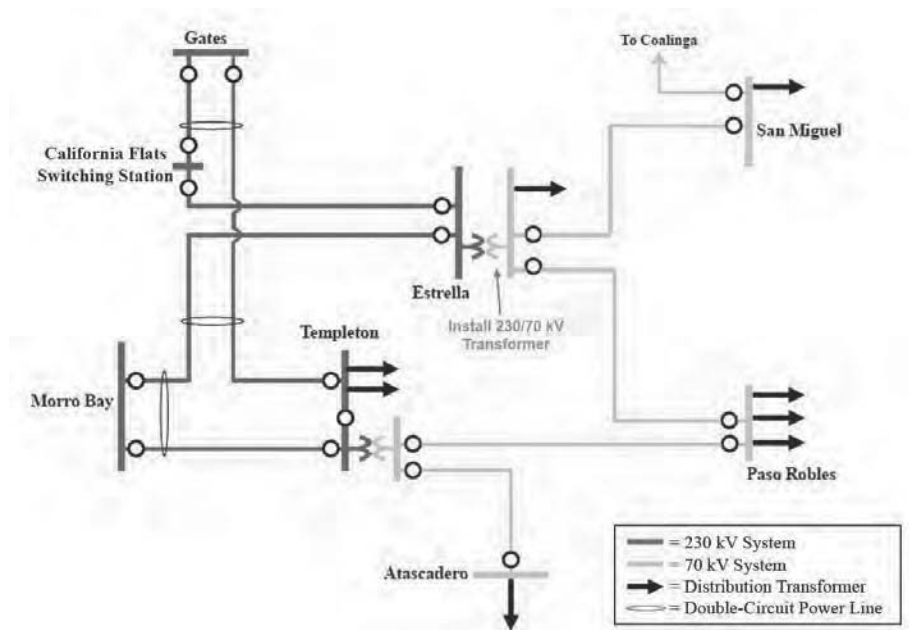 Gates
To Coalinga
San Miguel
California Flats
Switching Station
Estrella
Install 230/70 kV
Transformer
Templeton
Morro Bay
Paso Robles
Atascadero
= 230 kV System
= 70 kV System
= Distribution Transformer
= Double-Circuit Power Line